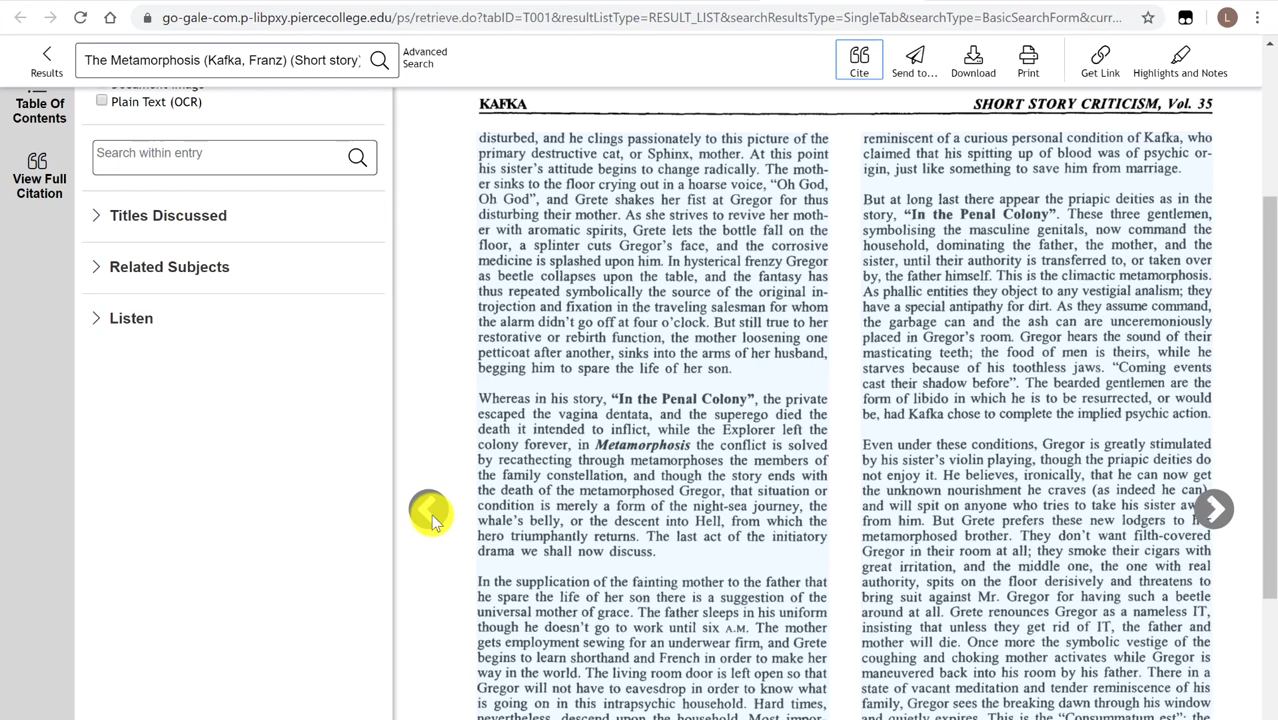 go-gale-com.p-libpxy.piercecollege.edu/ps/retrieve.do?tabID=T001&resultListType=RESULT_LIST&searchResultsType=SingleTab&searchType=BasicSearchForm&curr...
L
Results
The Metamorphosis (Kafka, Franz) (Short story)
Advanced
Search
Cite
Send to...
Download
Print
Get Link
Highlights and Notes
Table Of
Contents
View Full
Citation
Plain Text (OCR)
Search within entry
Titles Discussed
Related Subjects
Listen
KAFKA
SHORT STORY CRITICISM, Vol. 35
disturbed, and he clings passionately to this picture of the
primary destructive cat, or Sphinx, mother. At this point
his sister's attitude begins to change radically. The moth-
er sinks to the floor crying out in a hoarse voice, "Oh God,
Oh God", and Grete shakes her fist at Gregor for thus
disturbing their mother. As she strives to revive her moth-
er with aromatic spirits, Grete lets the bottle fall on the
floor, a splinter cuts Gregor's face, and the corrosive
medicine is splashed upon him. In hysterical frenzy Gregor
as beetle collapses upon the table, and the fantasy has
thus repeated symbolically the source of the original in-
trojection and fixation in the traveling salesman for whom
the alarm didn't go off at four o'clock. But still true to her
restorative or rebirth function, the mother loosening one
petticoat after another, sinks into the arms of her husband,
begging him to spare the life of her son.
Whereas in his story, "In the Penal Colony", the private
escaped the vagina dentata, and the superego died the
death it intended to inflict, while the Explorer left the
colony forever, in Metamorphosis the conflict is solved
by recathecting through metamorphoses the members of
the family constellation, and though the story ends with
the death of the metamorphosed Gregor, that situation or
condition is merely a form of the night-sea journey, the
whale's belly, or the descent into Hell, from which the
hero triumphantly returns. The last act of the initiatory
drama we shall now discuss.
In the supplication of the fainting mother to the father that
he spare the life of her son there is a suggestion of the
universal mother of grace. The father sleeps in his uniform
though he doesn't go to work until six A.M. The mother
gets employment sewing for an underwear firm, and Grete
begins to learn shorthand and French in order to make her
way in the world. The living room door is left open so that
Gregor will not have to eavesdrop in order to know what
is going on in this intrapsychic household. Hard times,
nevertheless, descend upon the household. Most impor-
reminiscent of a curious personal condition of Kafka, who
claimed that his spitting up of blood was of psychic or-
igin, just like something to save him from marriage.
But at long last there appear the priapic deities as in the
story, "In the Penal Colony". These three gentlemen,
symbolising the masculine genitals, now command the
household, dominating the father, the mother, and the
sister, until their authority is transferred to, or taken over
by, the father himself. This is the climactic metamorphosis.
As phallic entities they object to any vestigial analism; they
have a special antipathy for dirt. As they assume command,
the garbage can and the ash can are unceremoniously
placed in Gregor's room. Gregor hears the sound of their
masticating teeth; the food of men is theirs, while he
starves because of his toothless jaws. "Coming events
cast their shadow before". The bearded gentlemen are the
form of libido in which he is to be resurrected, or would
be, had Kafka chose to complete the implied psychic action.
Even under these conditions, Gregor is greatly stimulated
by his sister's violin playing, though the priapic deities do
not enjoy it. He believes, ironically, that he can now get
the unknown nourishment he craves (as indeed he can)
and will spit on anyone who tries to take his sister
from him. But Grete prefers these new lodgers to
metamorphosed brother. They don't want filth-covered
Gregor in their room at all; they smoke their cigars with
great irritation, and the middle one, the one with real
authority, spits on the floor derisively and threatens to
bring suit against Mr. Gregor for having such a beetle
around at all. Grete renounces Gregor as a nameless IT,
insisting that unless they get rid of IT, the father and
mother will die. Once more the symbolic vestige of the
coughing and choking mother activates while Gregor is
maneuvered back into his room by his father. There in a
state of vacant meditation and tender reminiscence of his
family, Gregor sees the breaking dawn through his window
and quietly expires. This is the "Consummatum est"; the